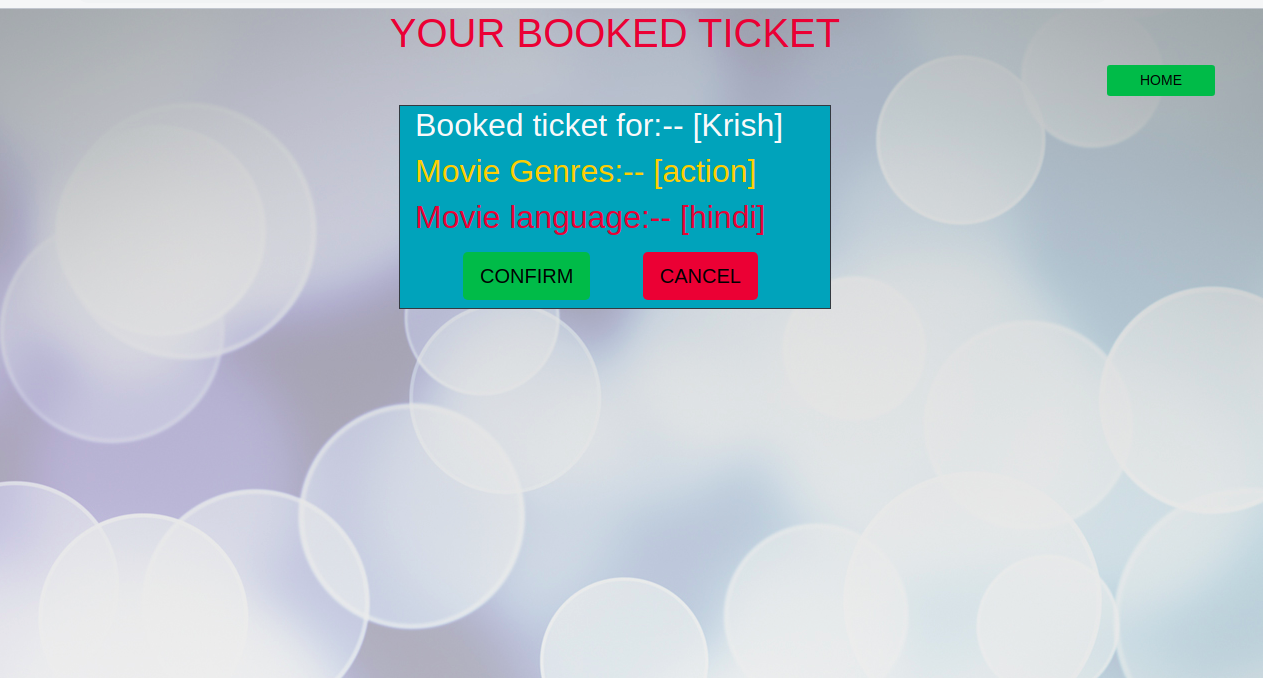 YOUR BOOKED TICKET
HOME
Booked ticket for:-- [Krish]
Movie Genres:-- [action]
Movie language:-- [hindi]
CONFIRM CANCEL